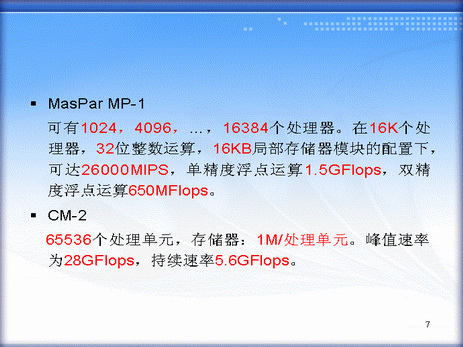 ▪ MasPar MP-1
可有1024，4096，…，16384个处理器。在16K个处
理器，32位整数运算，16KB局部存储器模块的配置下，
可达26000MIPS，单精度浮点运算1.5GFlops，双精
度浮点运算650MFlops。
▪ CM-2
65536个处理单元，存储器：1M/处理单元。峰值速率
为28GFlops，持续速率5.6GFlops。
7